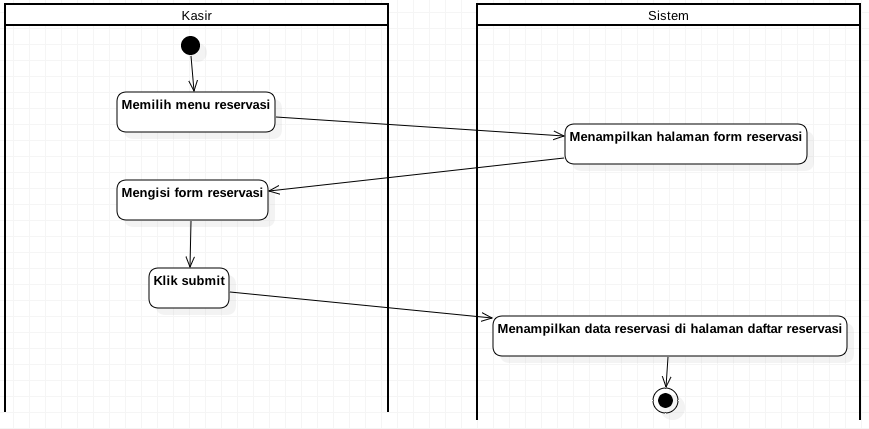 Kasir
Sistem
Memilih menu reservasi
Menampilkan halaman form reservasi
Mengisi form reservasi
Klik submit
Menampilkan data reservasi di halaman daftar reservasi